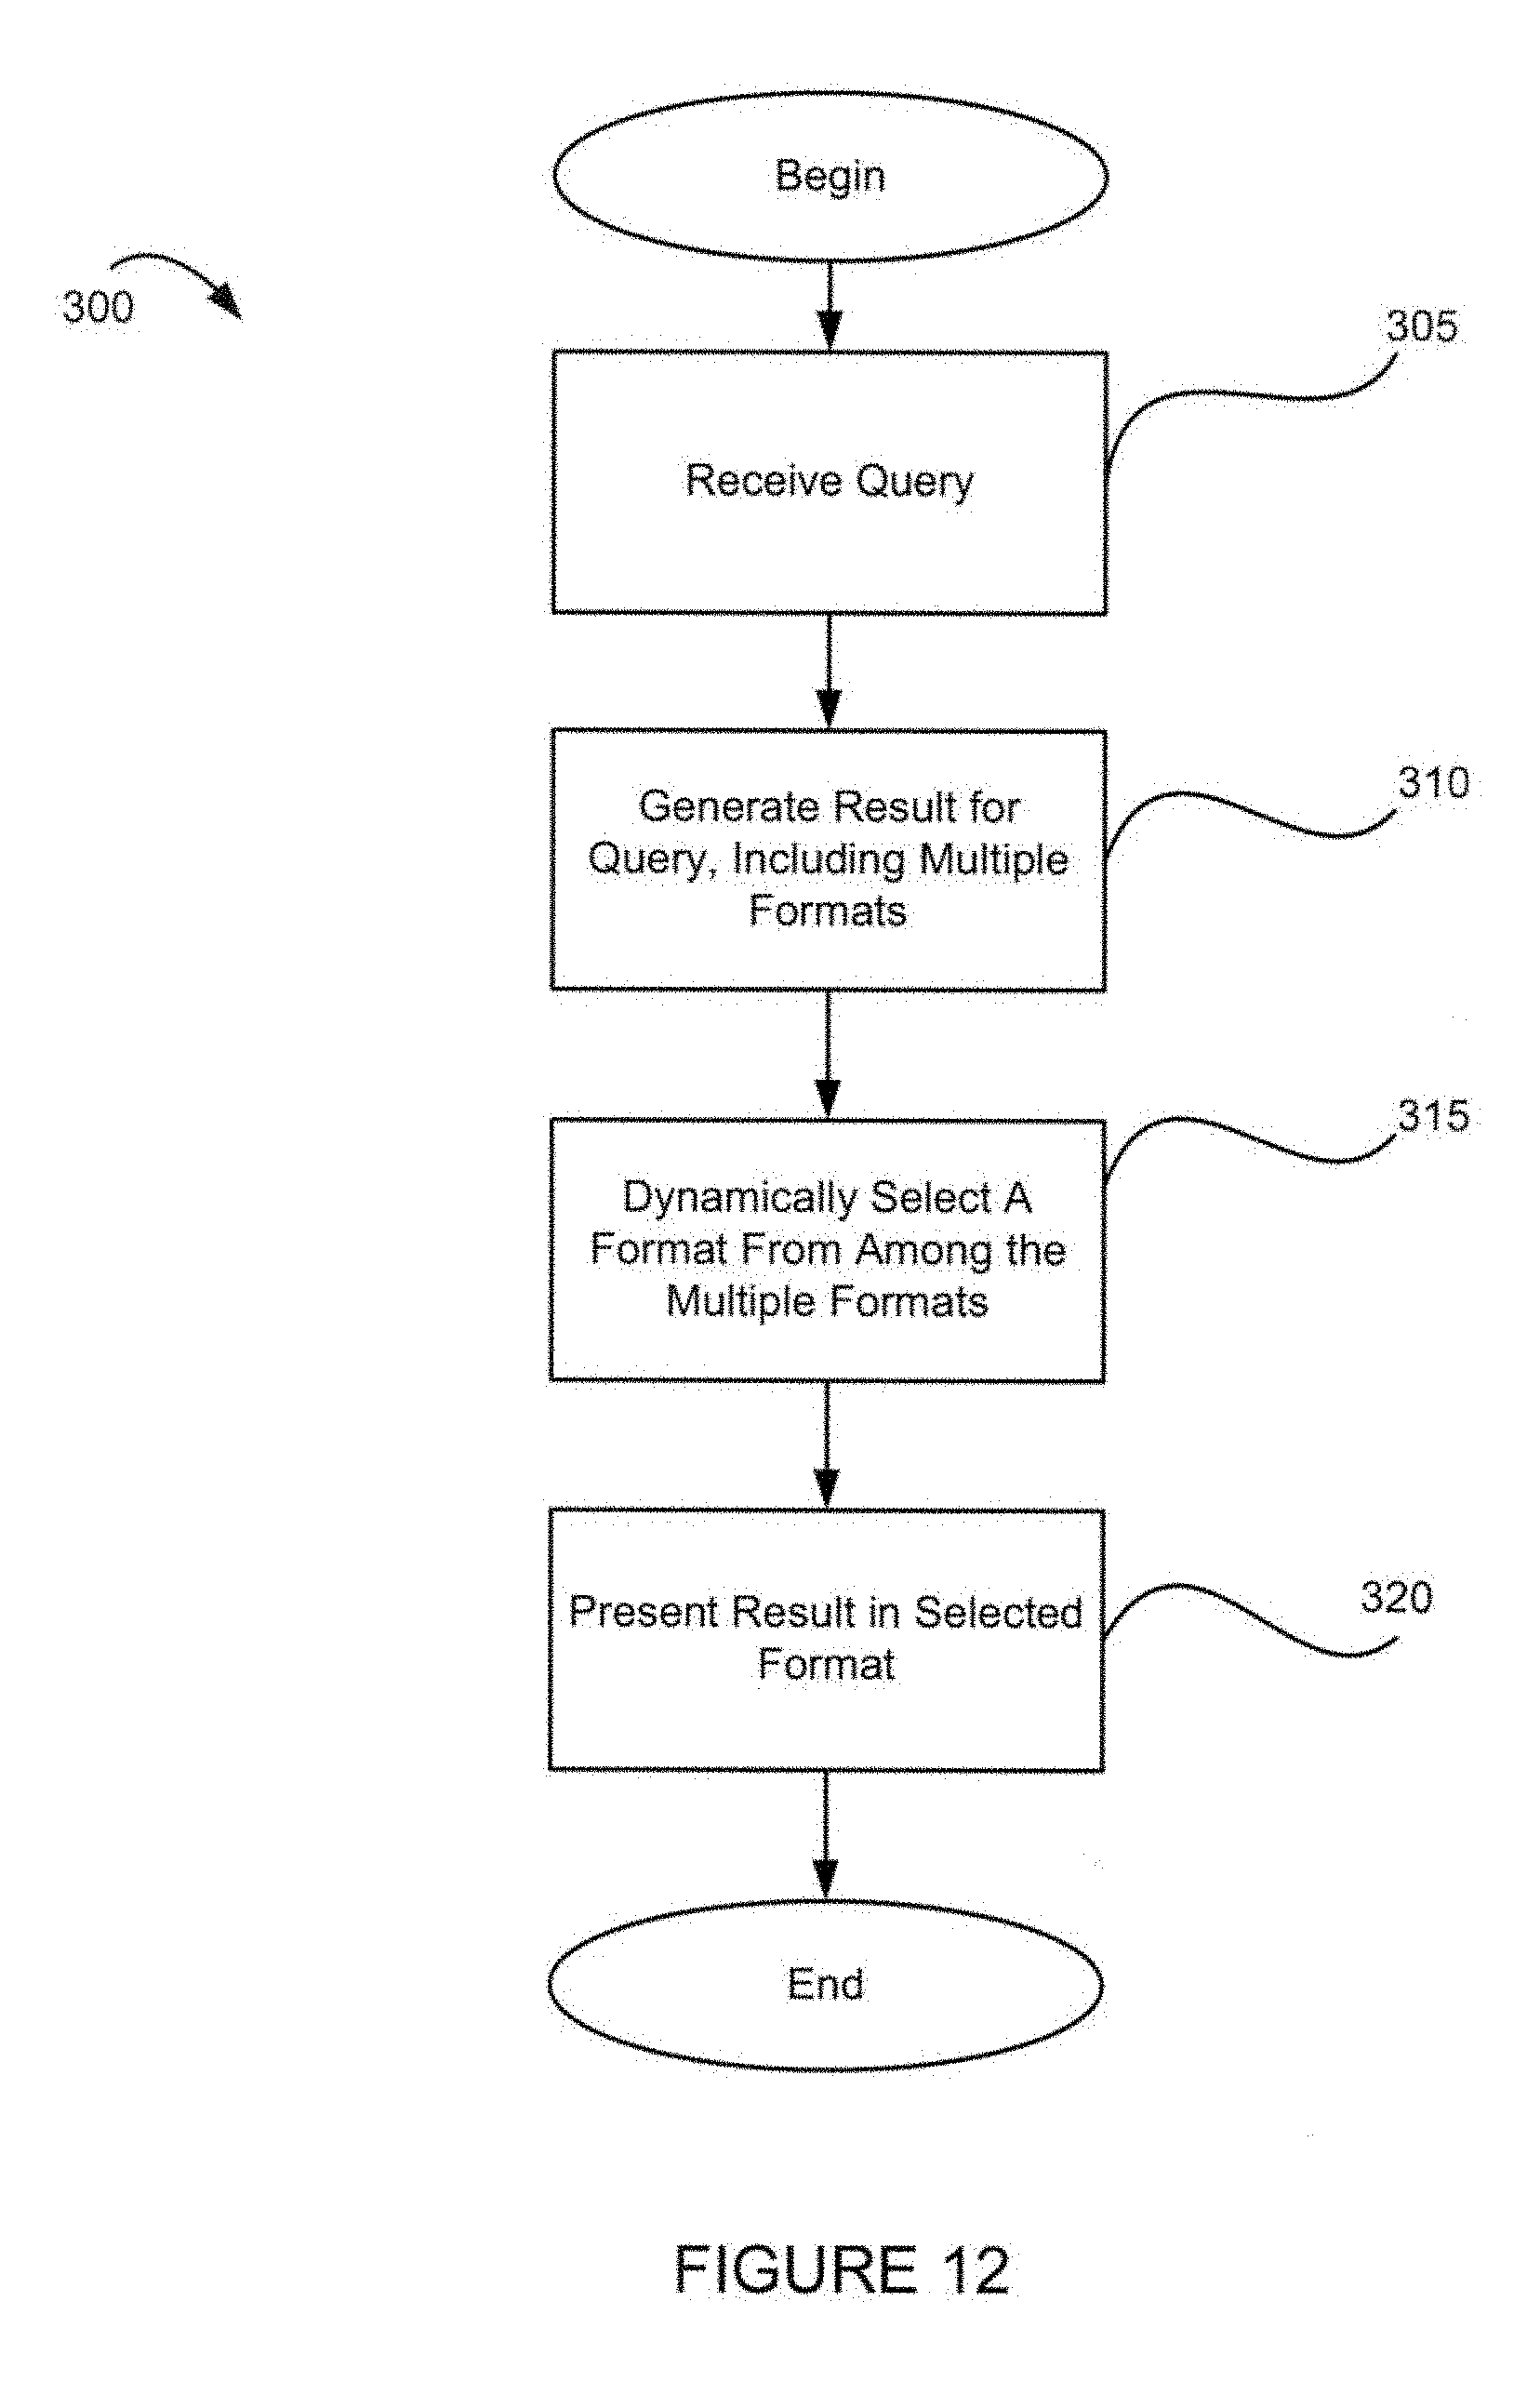 Begin
300
305
Receive Query
310
Generate Result for
Query, Including Multiple
Formats
315
Dynamically Select A
Format From Among the
Multiple Formats
320
Present Result in Selected
Format
End
FIGURE 12